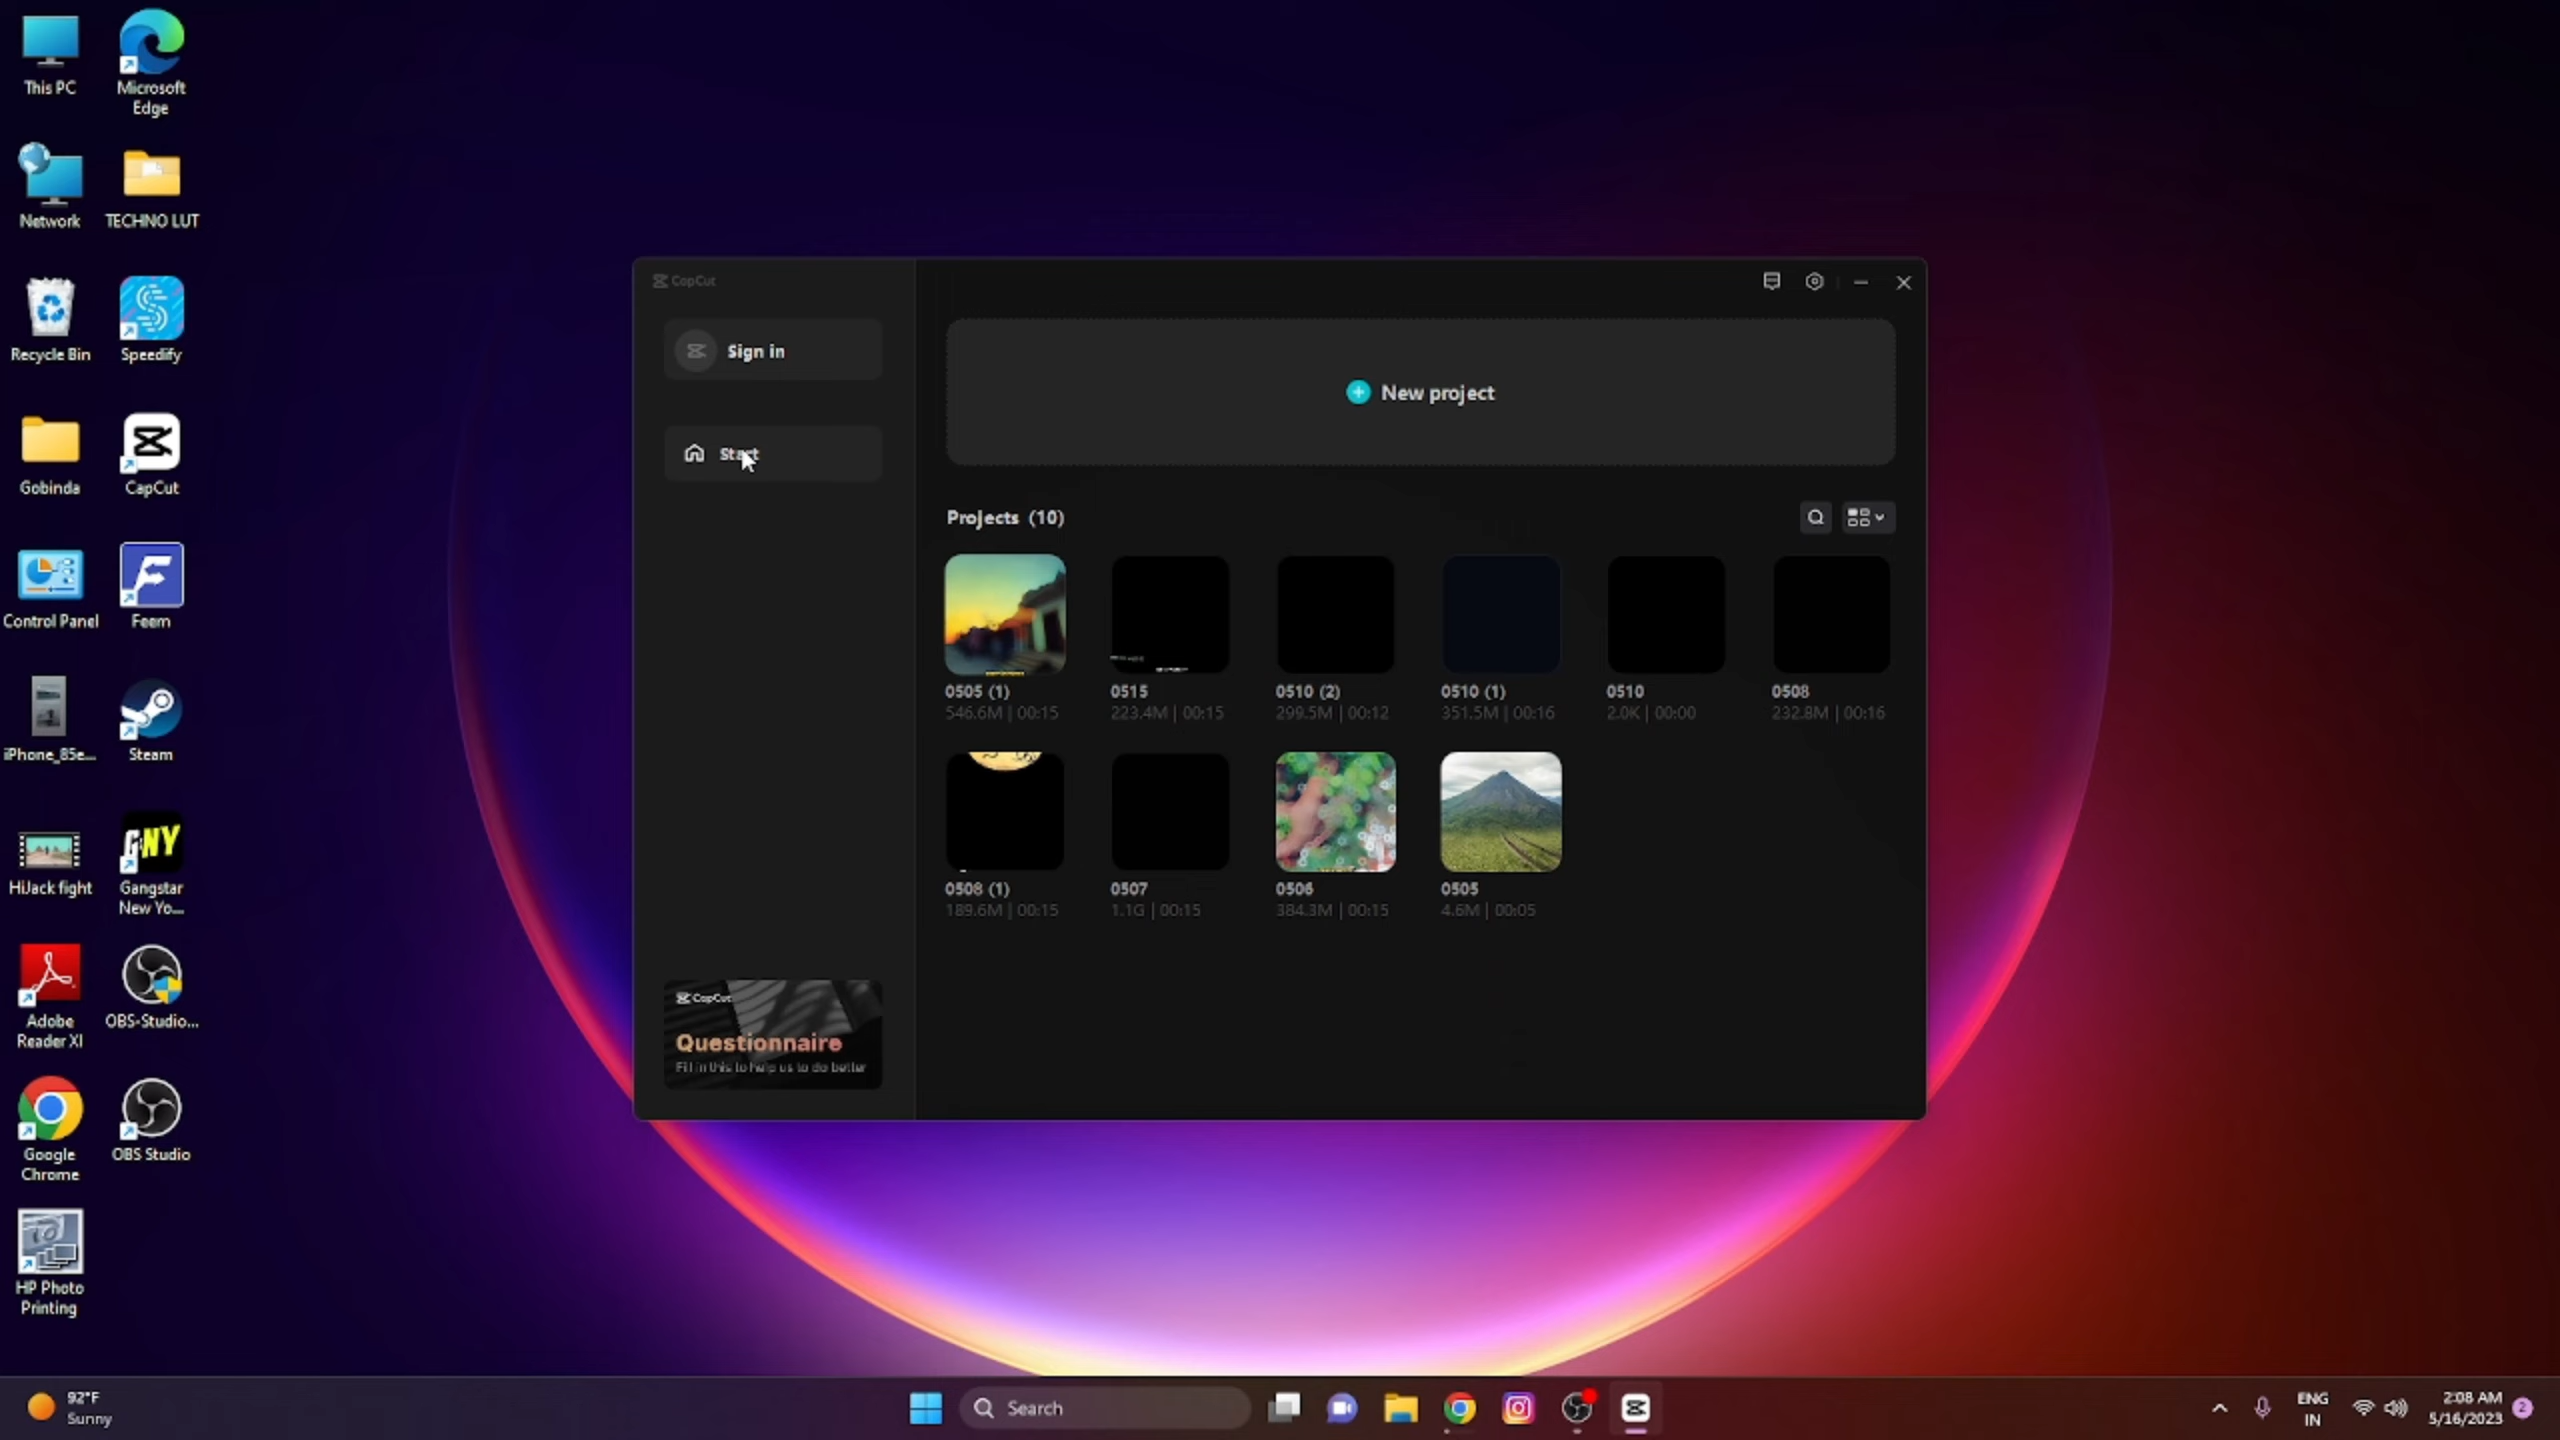 This PC
Microsoft
Edge
Network
TECHNO LUT
Recycle Bin
Speedify
Gobinda
CapCut
Control Panel
Feem
iPhone_85e...
Steam
HiJack fight
GNY
Gangstar
New Yo...
Adobe
Reader XI
OBS-Studio...
Google
Chrome
OBS Studio
HP Photo
Printing
CapCut
Sign in
Start
New project
Projects (10)
0505 (1)
546.6M | 00:15
0515
223.4M | 00:15
0510 (2)
299.5M | 00:12
0510 (1)
351.5M | 00:16
0510
2.0K | 00:00
0508
232.8M | 00:16
0508 (1)
189.6M | 00:15
0507
1.1G | 00:15
0506
384.3M | 00:15
0505
4.6M | 00:05
CapCut
Questionnaire
Fill in this to help us to do better
92°F
Sunny
Search
ENG
IN
2:08 AM
5/16/2023
2